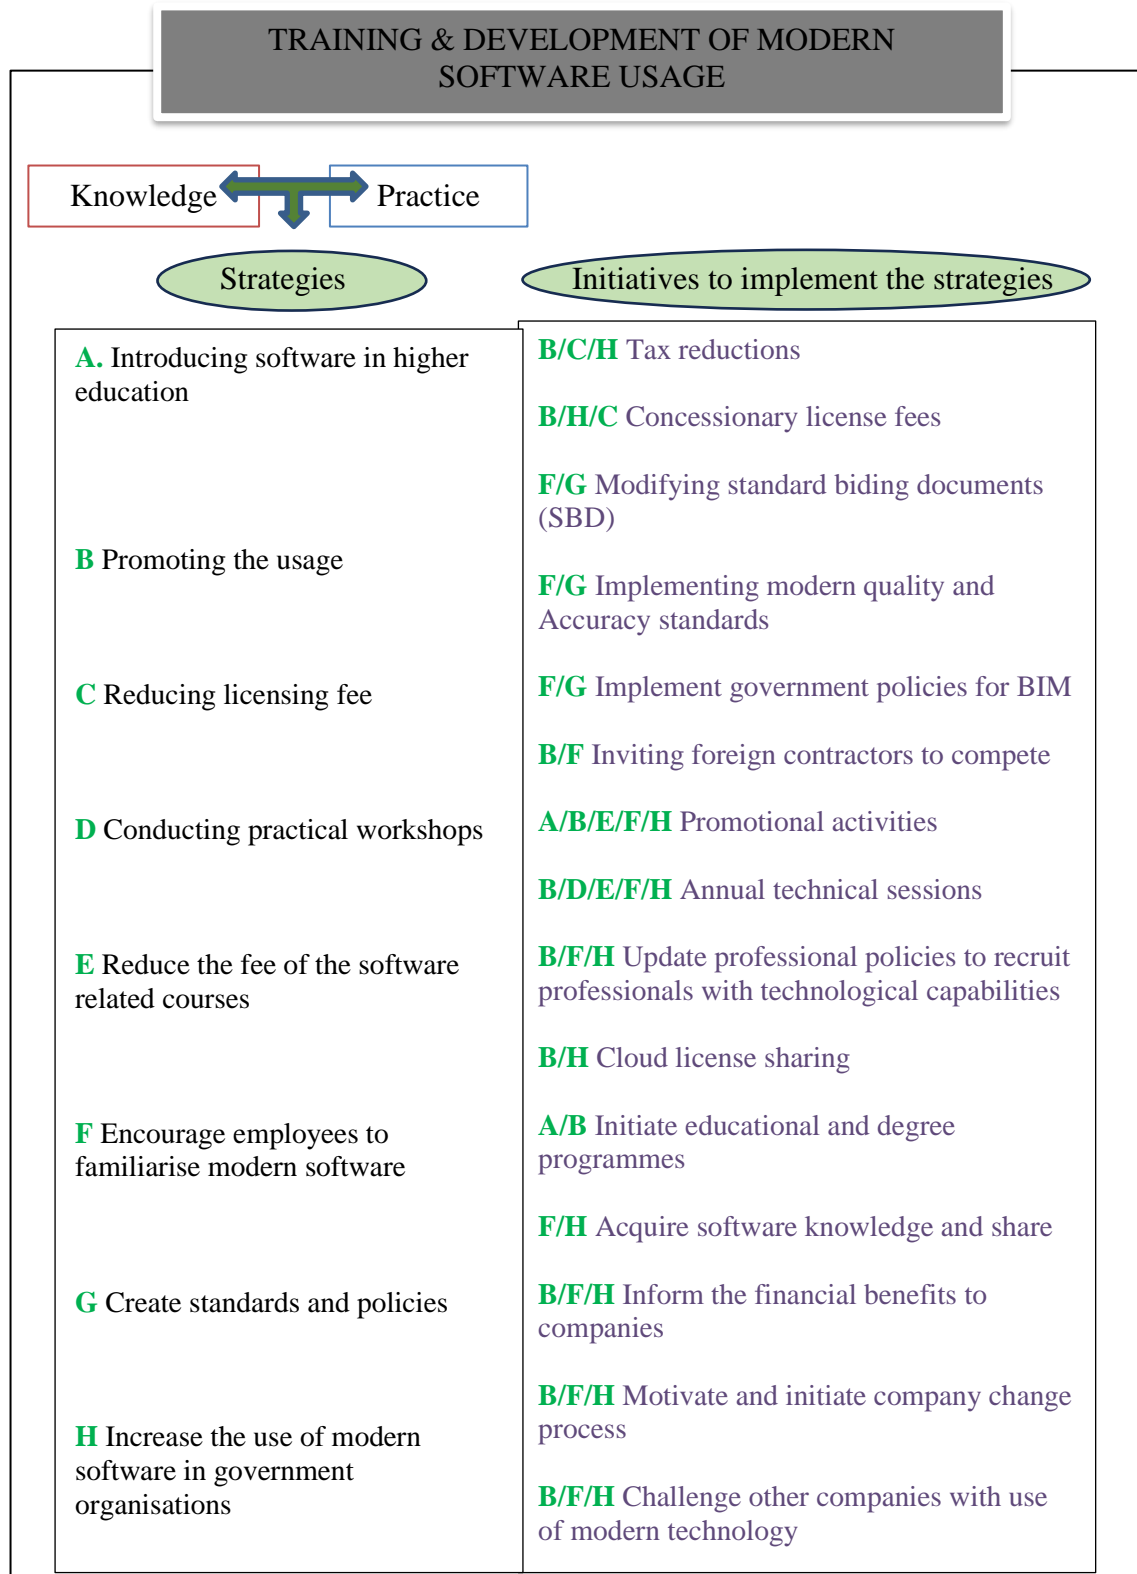 TRAINING & DEVELOPMENT OF MODERN
SOFTWARE USAGE
Knowledge
Practice
Strategies
Initiatives to implement the strategies
A. Introducing software in higher
education
B Promoting the usage
C Reducing licensing fee
D Conducting practical workshops
E Reduce the fee of the software
related courses
F Encourage employees to
familiarise modern software
G Create standards and policies
H Increase the use of modern
software in government
organisations
B/C/H Tax reductions
B/H/C Concessionary license fees
F/G Modifying standard biding documents
(SBD)
F/G Implementing modern quality and
Accuracy standards
F/G Implement government policies for BIM
B/F Inviting foreign contractors to compete
A/B/E/F/H Promotional activities
B/D/E/F/H Annual technical sessions
B/F/H Update professional policies to recruit
professionals with technological capabilities
B/H Cloud license sharing
A/B Initiate educational and degree
programmes
F/H Acquire software knowledge and share
B/F/H Inform the financial benefits to
companies
B/F/H Motivate and initiate company change
process
B/F/H Challenge other companies with use
of modern technology